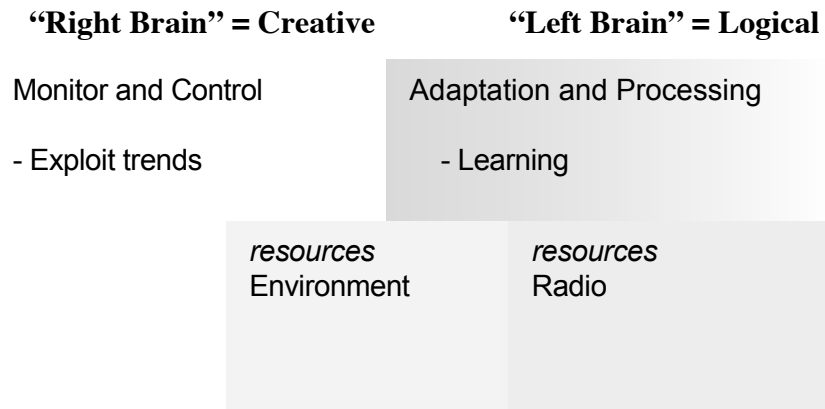 “Right Brain” = Creative
“Left Brain” = Logical
Monitor and Control
- Exploit trends
Adaptation and Processing
- Learning
resources
Environment
resources
Radio